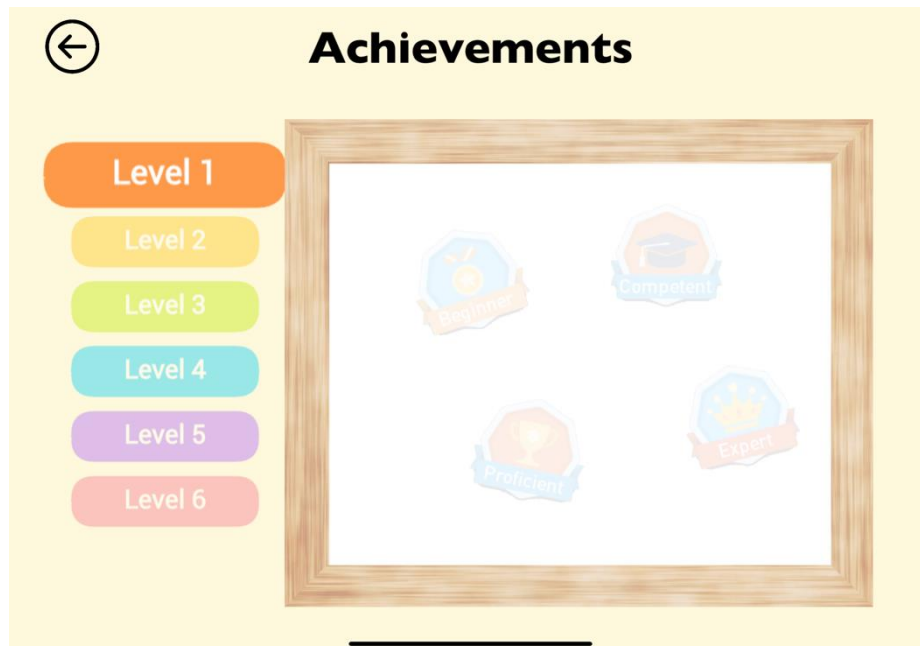 Achievements
Level 1
Level 2
Level 3
Level 4
Level 5
Level 6
Beginner
Competent
Proficient
Expert